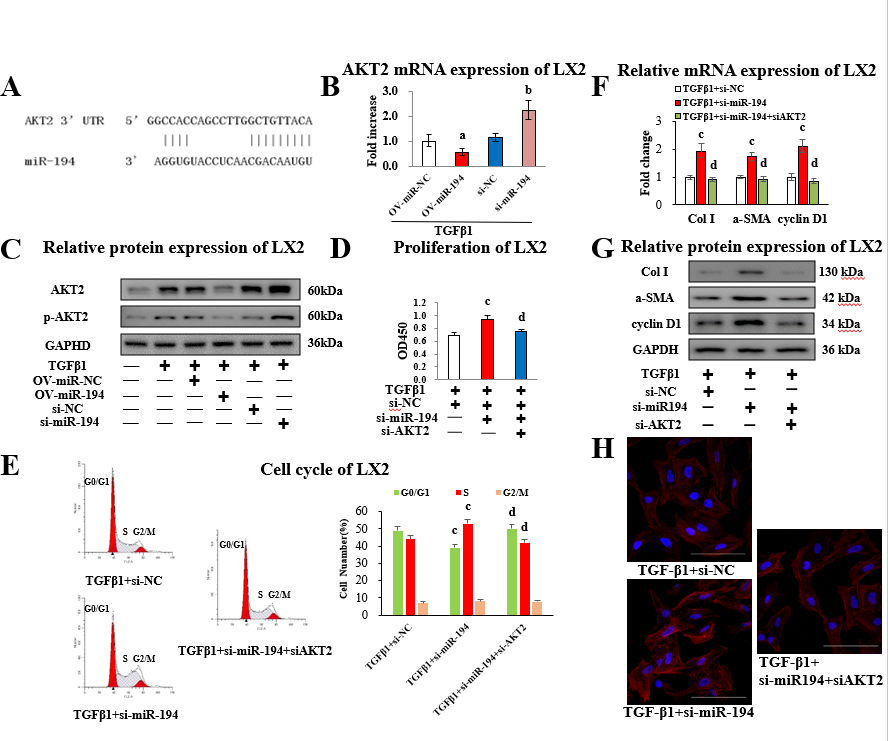 A
AKT2 3' UTR 5' GGCCACCAGCCTTGGCTGTTACA
miR-194 3' AGGUGUACCUCAACGACAAUGU
B
AKT2 mRNA expression of LX2
Fold increase
3.0
2.0
1.0
0.0
a
b
OV-miR-NC
OV-miR-194
si-NC
si-miR-194
TGFβ1
F
Relative mRNA expression of LX2
TGFβ1+si-NC
TGFβ1+si-miR-194
TGFβ1+si-miR-194+siAKT2
Fold change
3
2
1
0
c d c d c d
Col I a-SMA cyclin D1
C
Relative protein expression of LX2
AKT2 60kDa
p-AKT2 60kDa
GAPHD 36kDa
TGFβ1 — + + + + +
OV-miR-NC — — + — — —
OV-miR-194 — — — + — —
si-NC — — — — + —
si-miR-194 — — — — — +
D
Proliferation of LX2
OD450
1.2
1.0
0.8
0.6
0.4
0.2
0.0
c
d
TGFβ1 + + +
si-NC + + +
si-miR-194 — + +
si-AKT2 — — +
G
Relative protein expression of LX2
Col I 130 kDa
a-SMA 42 kDa
cyclin D1 34 kDa
GAPDH 36 kDa
TGFβ1 + + +
si-NC + — —
si-miR194 — + +
si-AKT2 — — +
E
Cell cycle of LX2
G0/G1
S G2/M
TGFβ1+si-NC
G0/G1
S G2/M
TGFβ1+si-miR-194+siAKT2
G0/G1
S G2/M
TGFβ1+si-miR-194
G0/G1 S G2/M
Cell Nuamber(%)
60
50
40
30
20
10
0
c c d d
TGFβ1+si-NC
TGFβ1+si-miR-194
TGFβ1+si-miR-194+si-AKT2
H
TGF-β1+si-NC
TGF-β1+si-miR-194
TGF-β1+
si-miR194+siAKT2